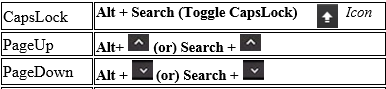 CapsLock Alt + Search (Toggle CapsLock) Icon
PageUp Alt+ (or) Search +
PageDown Alt + (or) Search +